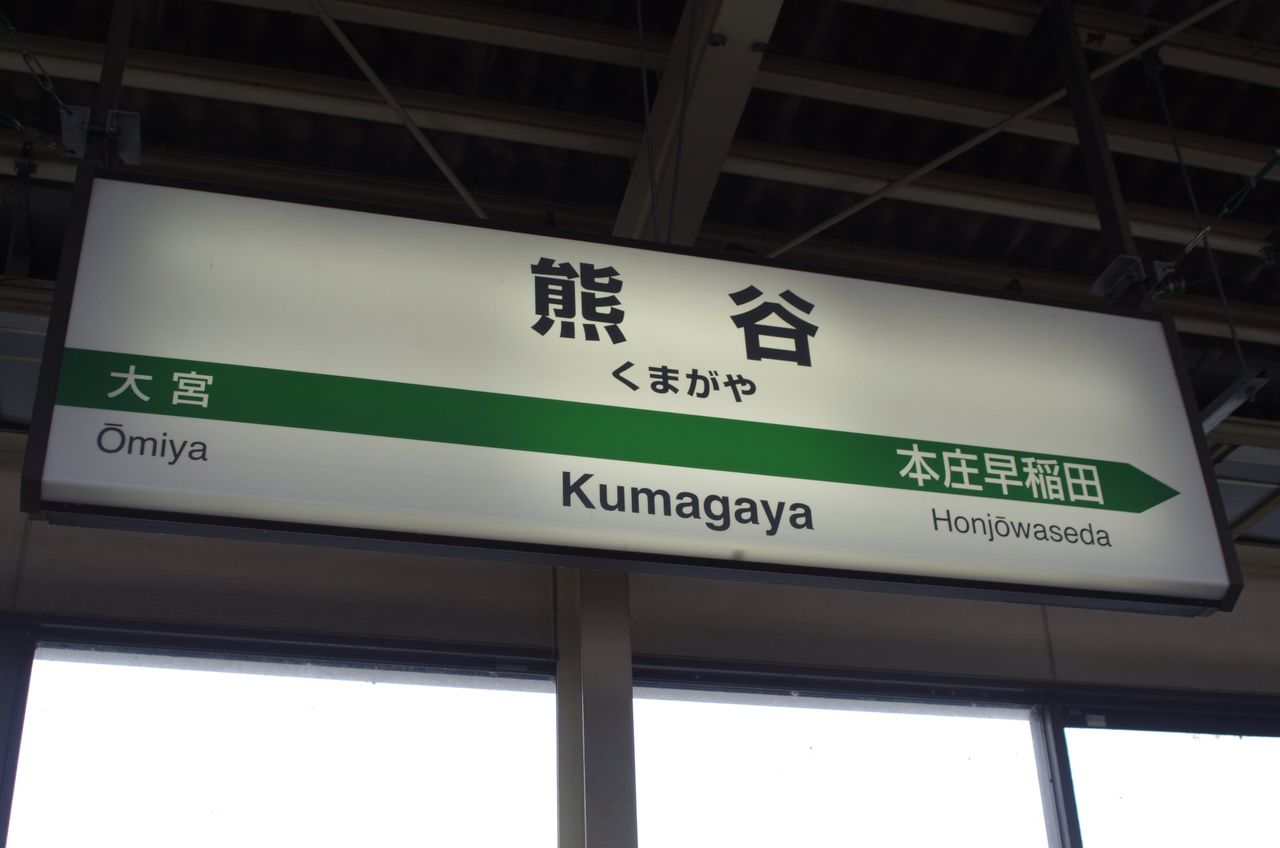 熊谷
くまがや
大宮
本庄早稲田
Ōmiya
Kumagaya
Honjōwaseda